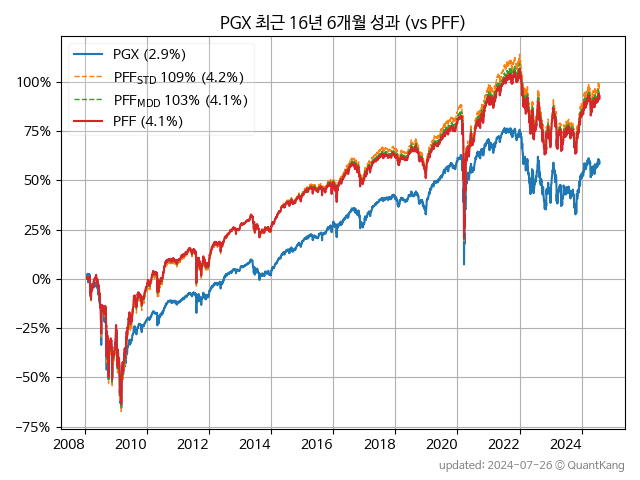 PGX 최근 16년 6개월 성과 (vs PFF)
PGX (2.9%)
PFF_STD 109% (4.2%)
PFF_MDD 103% (4.1%)
PFF (4.1%)
100%
75%
50%
25%
0%
−25%
−50%
−75%
2008 2010 2012 2014 2016 2018 2020 2022 2024
updated: 2024-07-26 © QuantKang